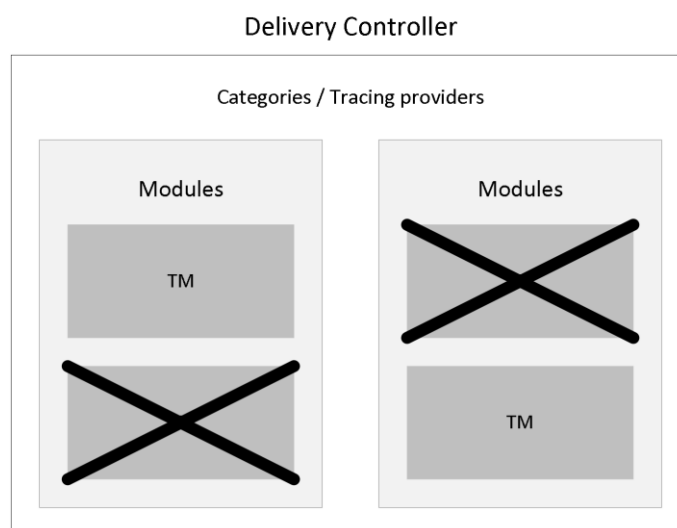 Delivery Controller
Categories / Tracing providers
Modules
TM
Modules
TM